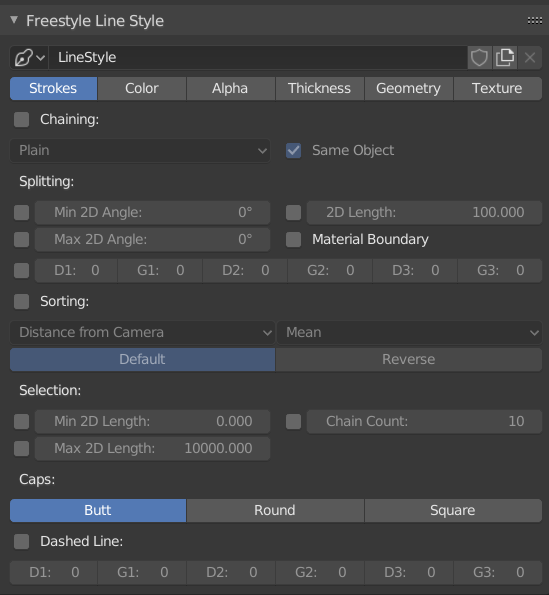 Freestyle Line Style
LineStyle
Strokes Color Alpha Thickness Geometry Texture
Chaining:
Plain Same Object
Splitting:
Min 2D Angle: 0° 2D Length: 100.000
Max 2D Angle: 0° Material Boundary
D1: 0 G1: 0 D2: 0 G2: 0 D3: 0 G3: 0
Sorting:
Distance from Camera Mean
Default Reverse
Selection:
Min 2D Length: 0.000 Chain Count: 10
Max 2D Length: 10000.000
Caps:
Butt Round Square
Dashed Line:
D1: 0 G1: 0 D2: 0 G2: 0 D3: 0 G3: 0